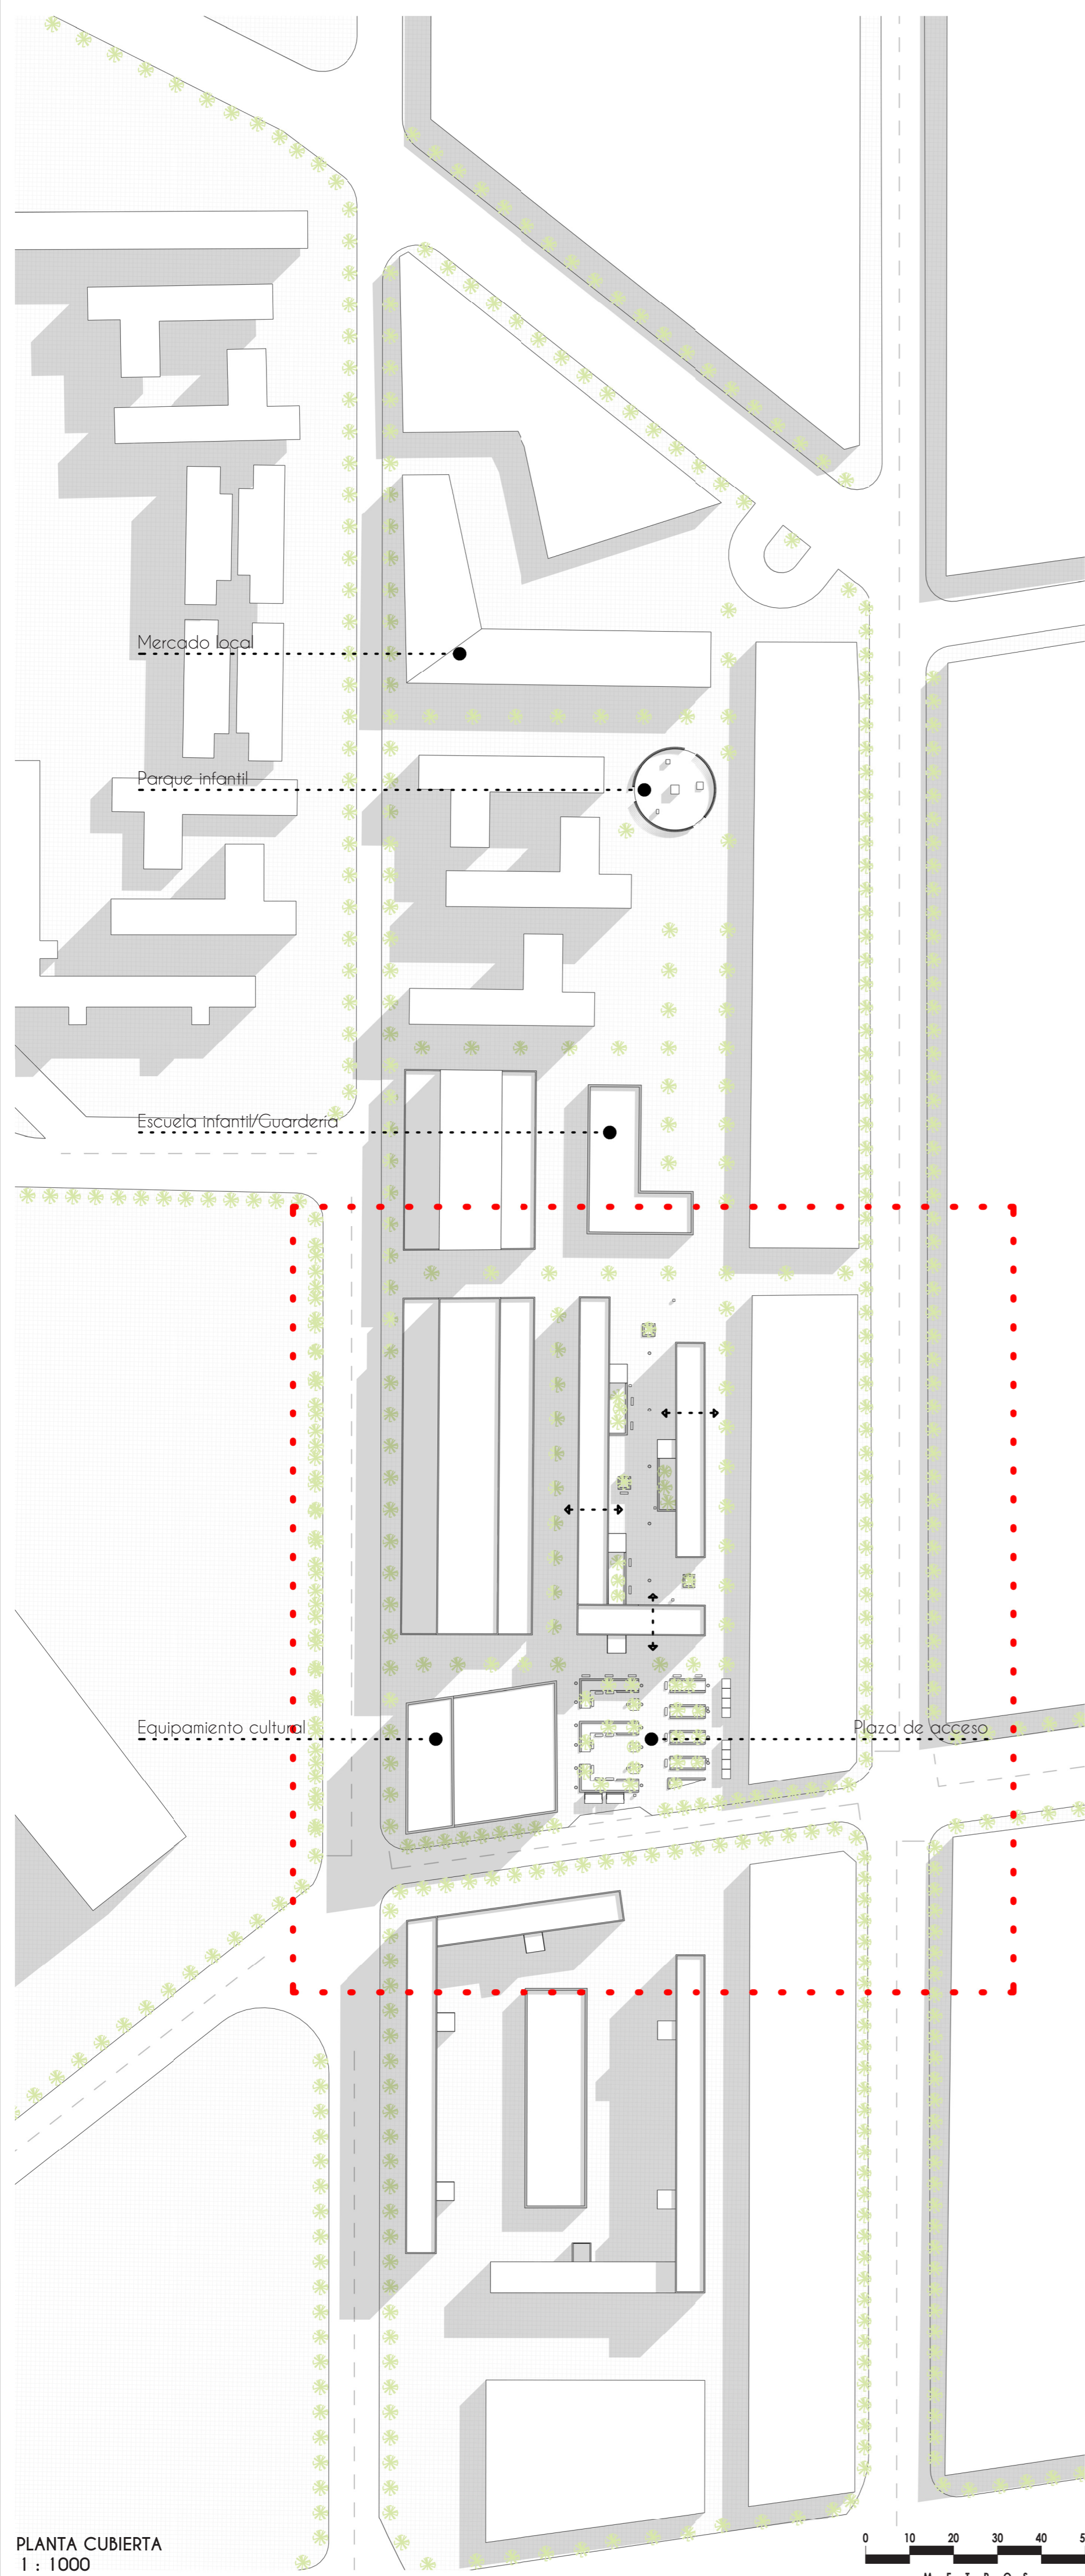 Mercado local
Parque infantil
Escuela infantil/Guardería
Equipamiento cultural
Plaza de acceso
PLANTA CUBIERTA
1 : 1000
0 10 20 30 40
M E T R O S